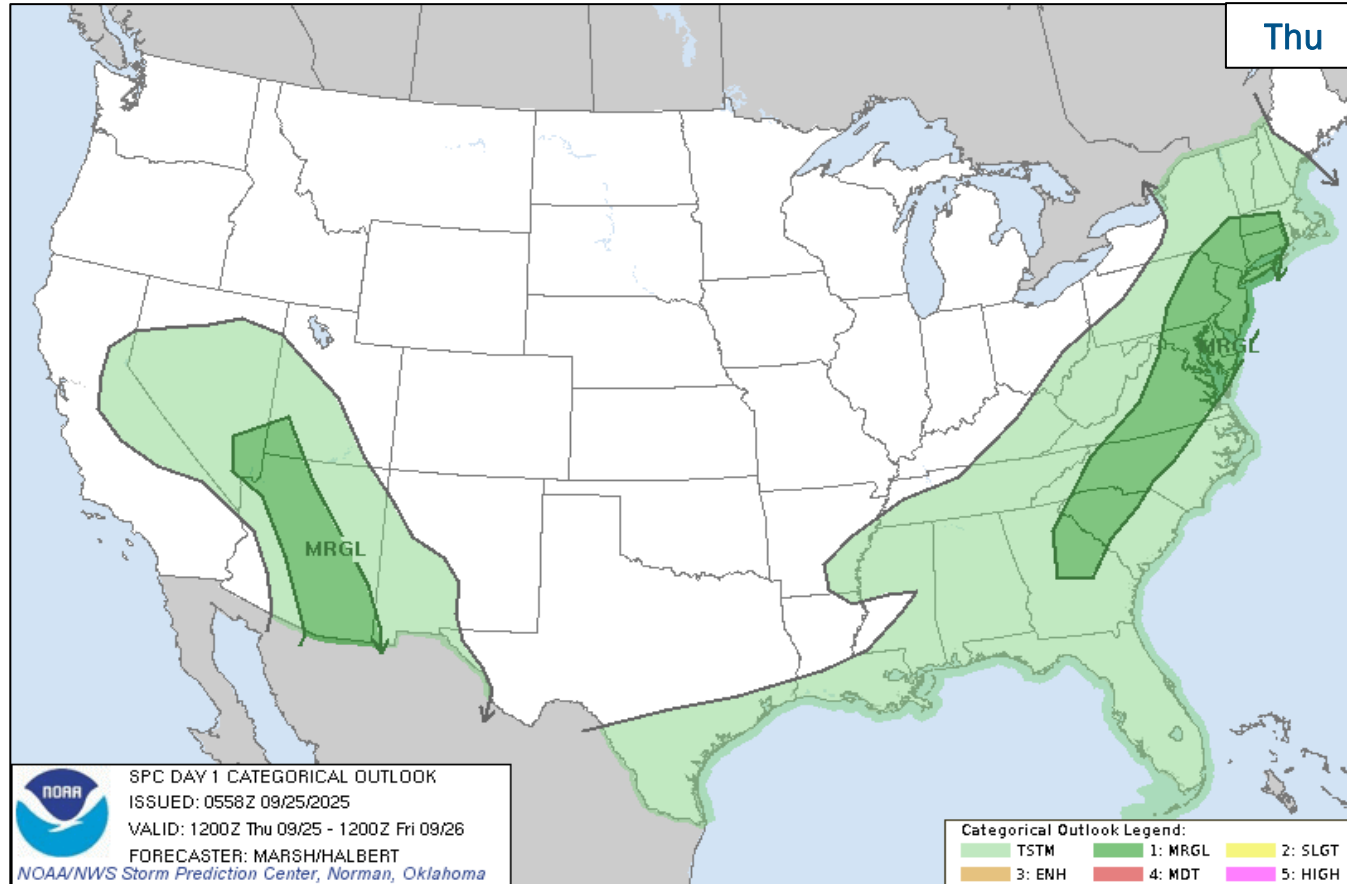 Thu
MRGL
MRGL
NOAA
SPC DAY 1 CATEGORICAL OUTLOOK
ISSUED: 0558Z 09/25/2025
VALID: 1200Z Thu 09/25 - 1200Z Fri 09/26
FORECASTER: MARSH/HALBERT
NOAA/NWS Storm Prediction Center, Norman, Oklahoma
Categorical Outlook Legend:
TSTM 1: MRGL 2: SLGT
3: ENH 4: MDT 5: HIGH